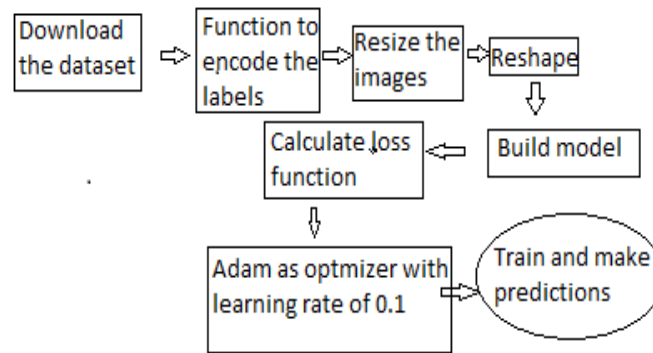 Download
the dataset
Function to
encode the
labels
Resize the
images
Reshape
Build model
Calculate loss
function
Adam as optmizer with
learning rate of 0.1
Train and make
predictions